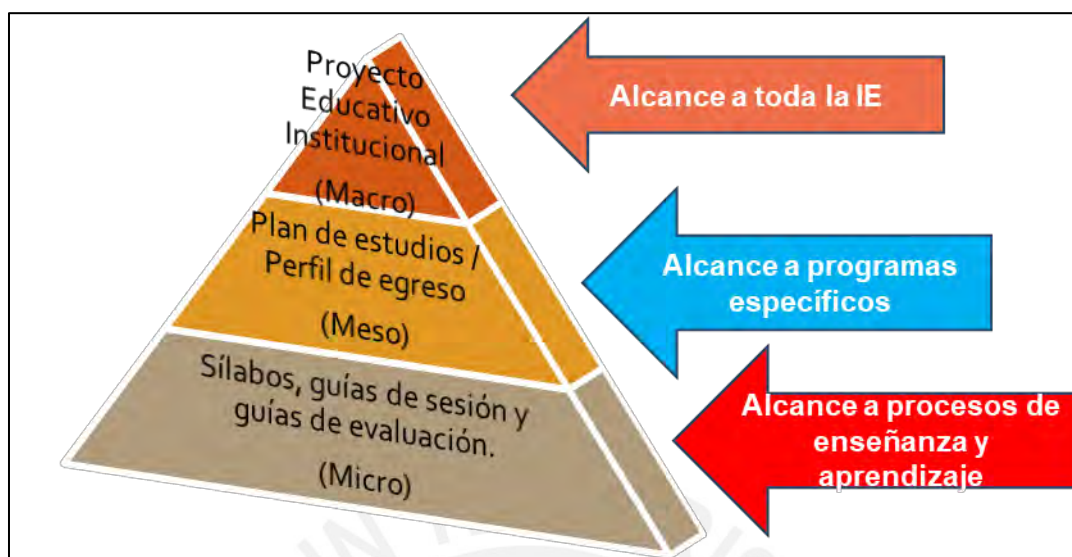 Proyecto
Educativo
Institucional
(Macro)
Alcance a toda la IE
Plan de estudios /
Perfil de egreso
(Meso)
Alcance a programas
específicos
Sílabos, guías de sesión y
guías de evaluación.
(Micro)
Alcance a procesos de
enseñanza y
aprendizaje